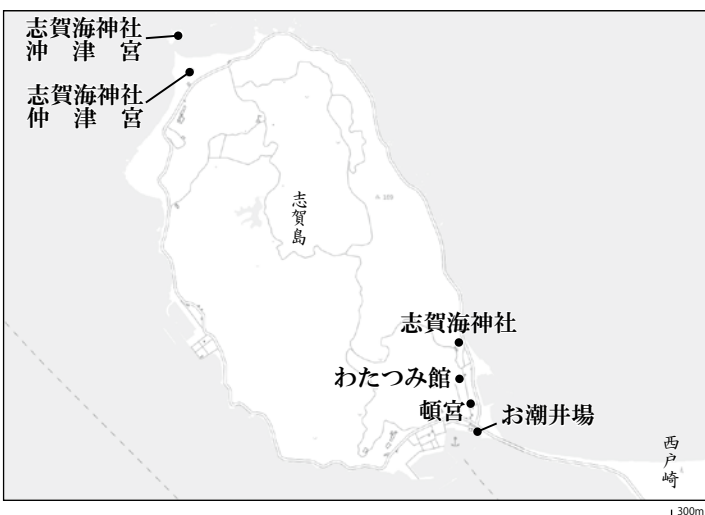 志賀海神社
沖津宮
志賀海神社
仲津宮
志賀島
志賀海神社
わたつみ館
頓宮
お潮井場
西戸崎
300m